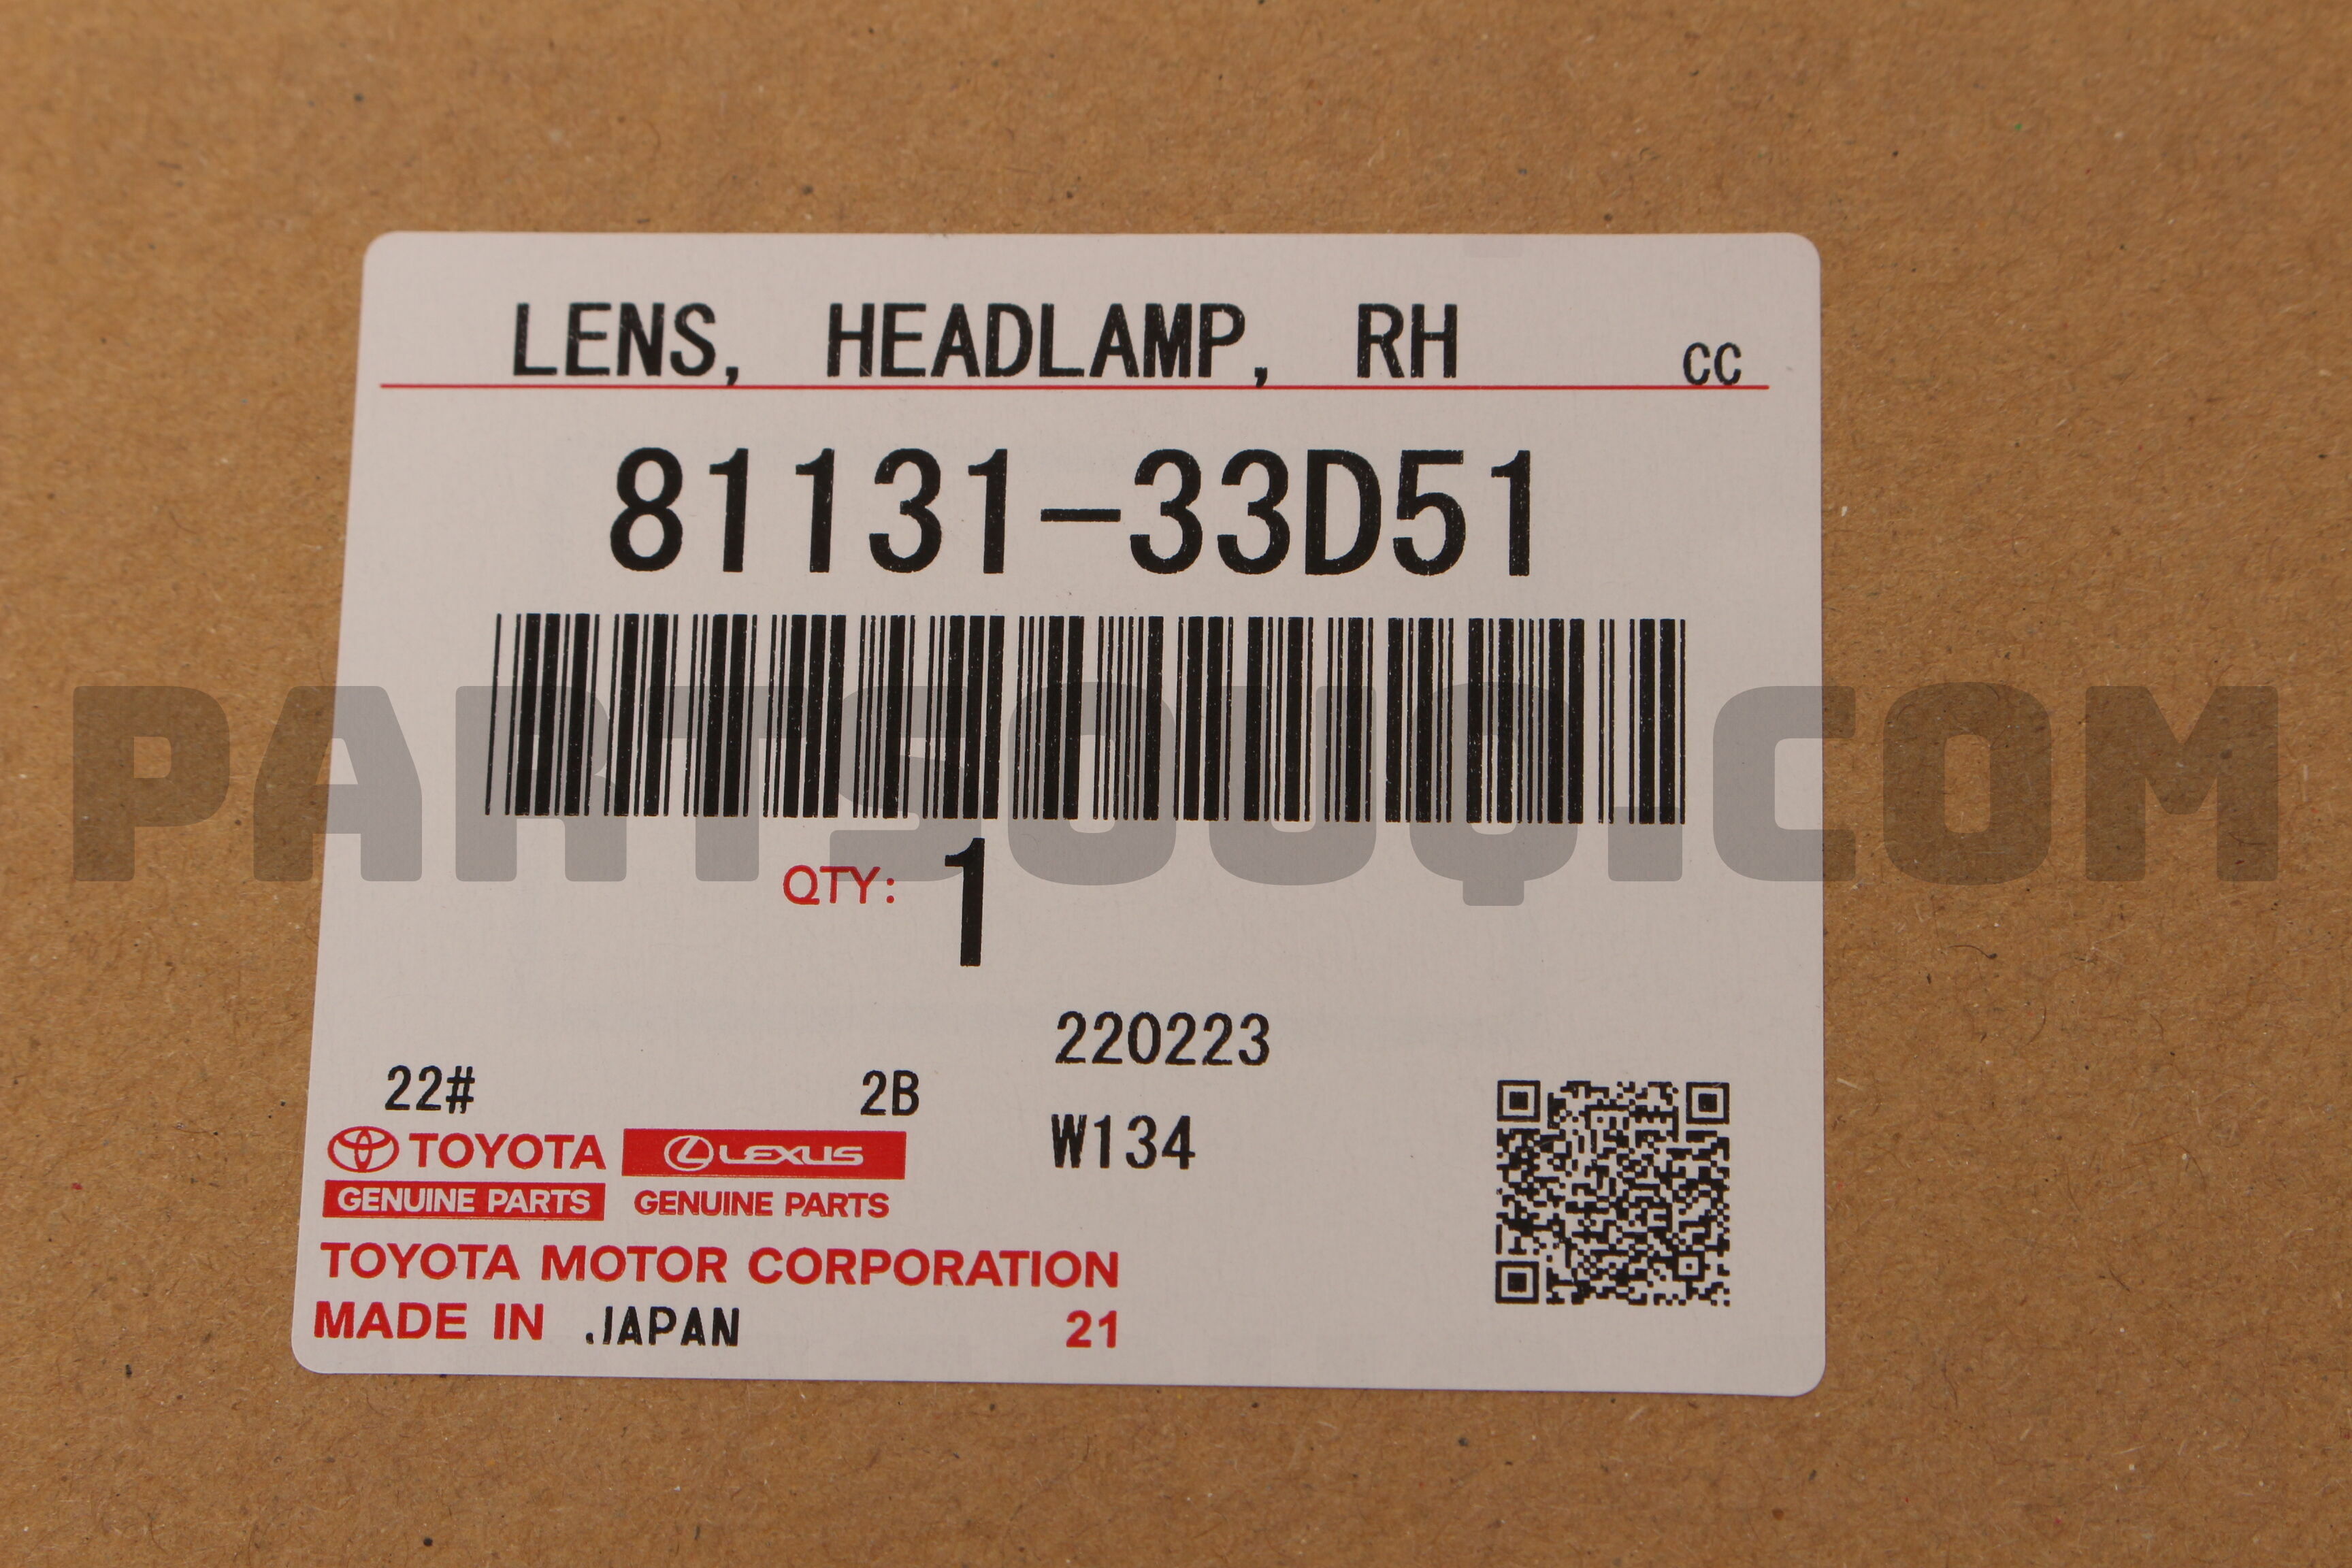 LENS, HEADLAMP, RH CC
81131-33D51
PARTSOUQ.COM
QTY: 1
220223
22# 2B
W134
TOYOTA LEXUS
GENUINE PARTS GENUINE PARTS
TOYOTA MOTOR CORPORATION
MADE IN JAPAN 21